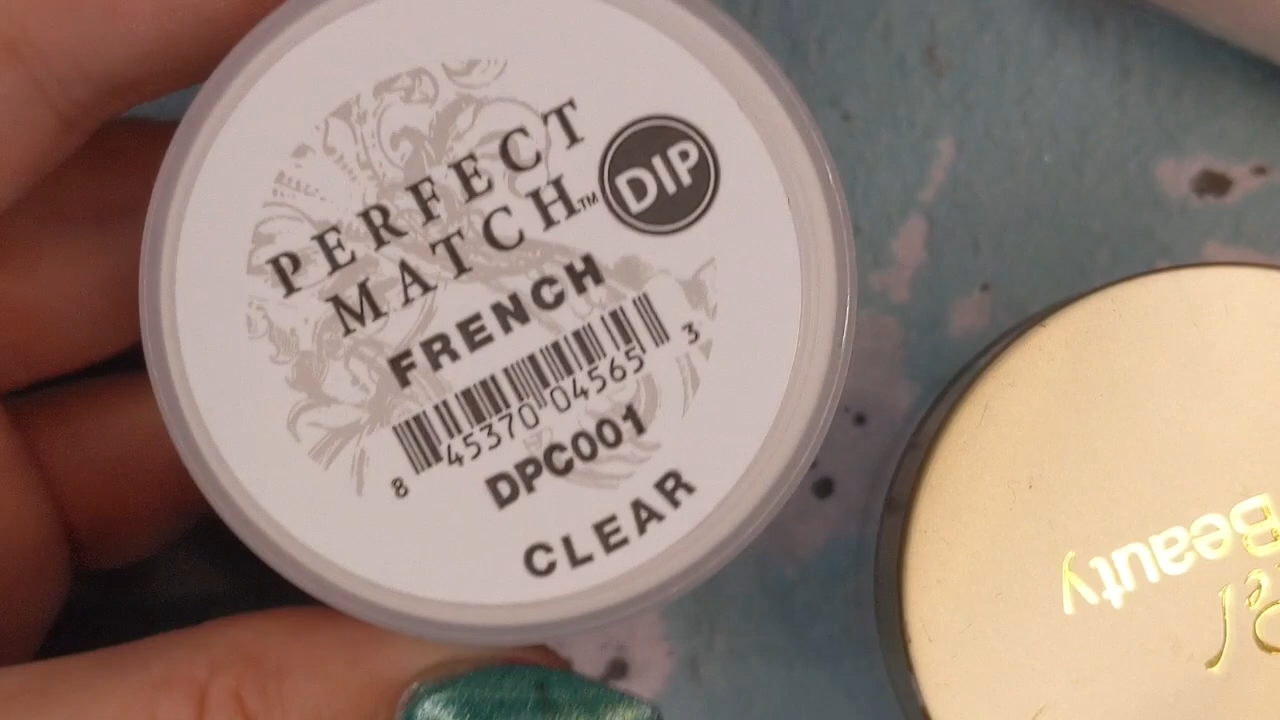 PERFECT
MATCH™
DIP
FRENCH
8 45370 04565 3
DPC001
CLEAR
Beauty